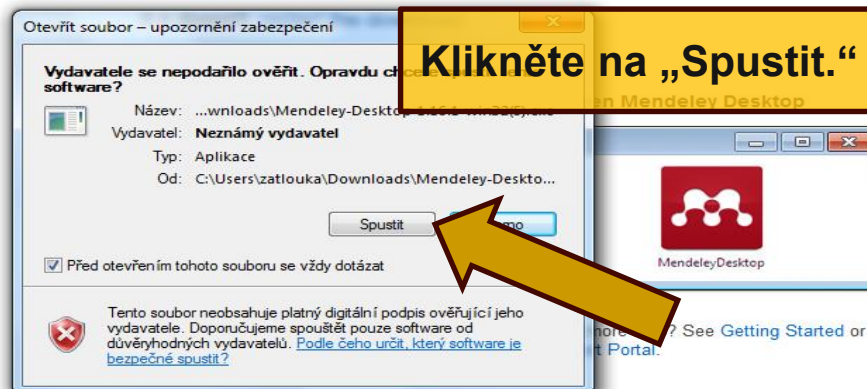 Otevřít soubor – upozornění zabezpečení
Klikněte na „Spustit.“
Vydavatele se nepodařilo ověřit. Opravdu
software?
Název: ...wnloads\Mendeley-Desktop
Vydavatel: Neznámý vydavatel
Typ: Aplikace
Od: C:\Users\zatlouka\Downloads\Mendeley-Deskto...
Spustit
Před otevřením tohoto souboru se vždy dotázat
Tento soubor neobsahuje platný digitální podpis ověřující jeho
vydavatele. Doporučujeme spouštět pouze software od
důvěryhodných vydavatelů. Podle čeho určit, který software je
bezpečné spustit?
Mendeley Desktop
MendeleyDesktop
? See Getting Started or
Portal.